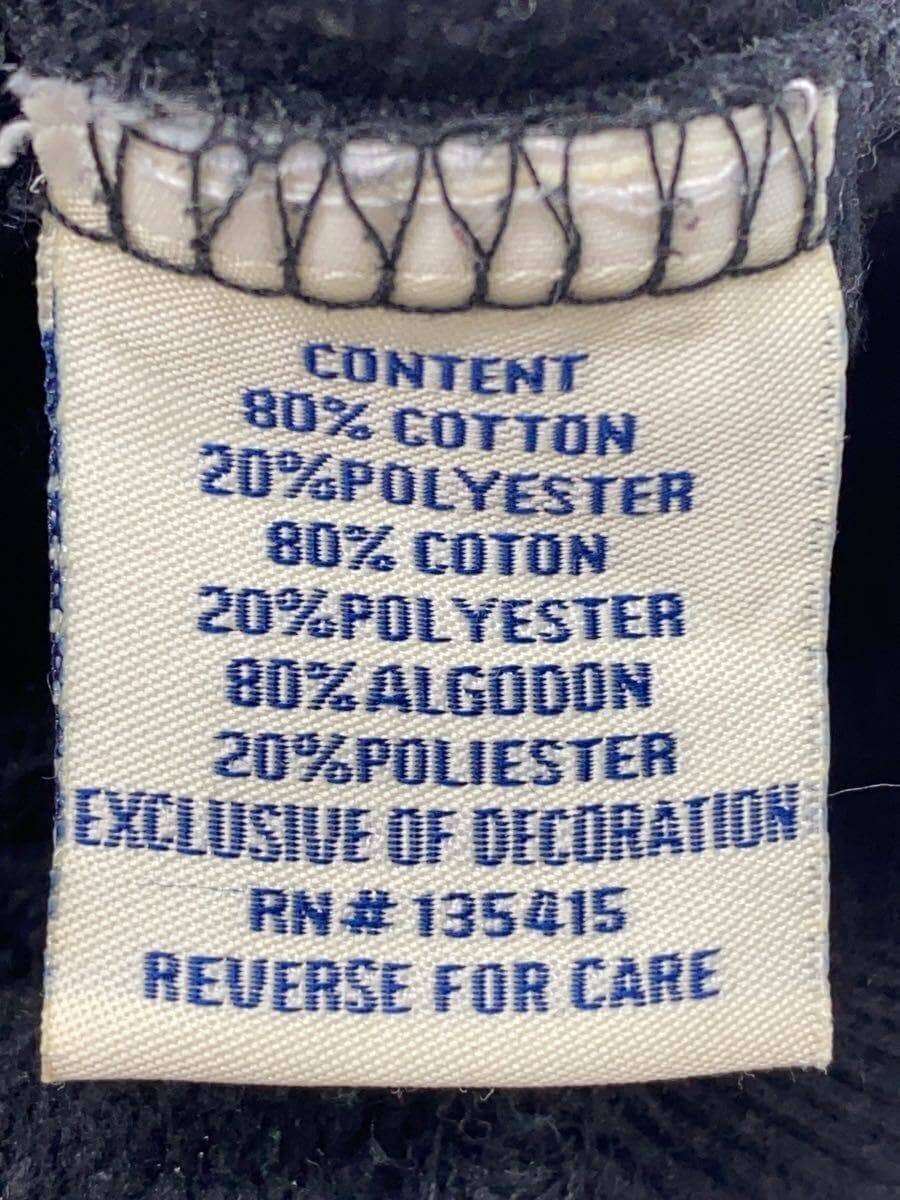 CONTENT
80% COTTON
20%POLYESTER
80% COTON
20%POLYESTER
80%ALGODON
20%POLIESTER
EXCLUSIVE OF DECORATION
RN# 135415
REVERSE FOR CARE